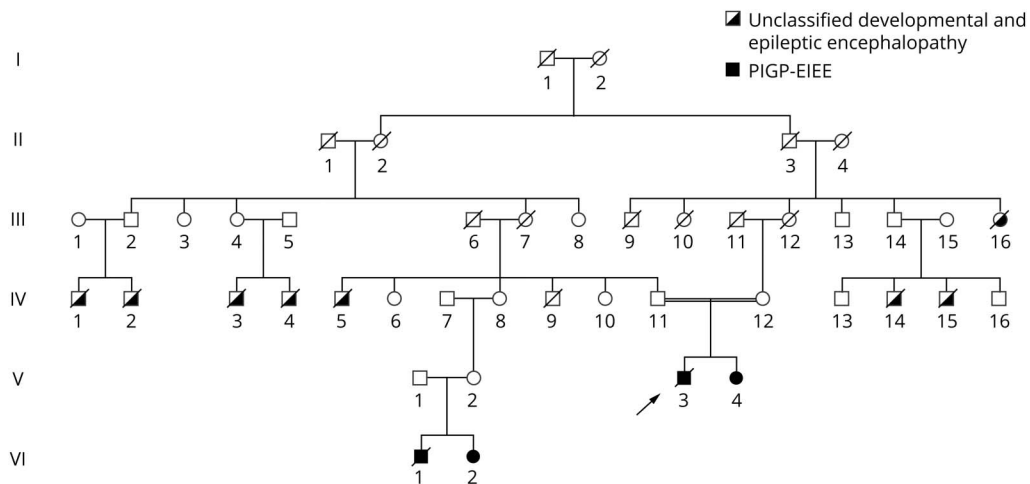 Unclassified developmental and
epileptic encephalopathy
PIGP-EIEE
I
1 2
II
1 2 3 4
III
1 2 3 4 5 6 7 8 9 10 11 12 13 14 15 16
IV
1 2 3 4 5 6 7 8 9 10 11 12 13 14 15 16
V
1 2 3 4
VI
1 2